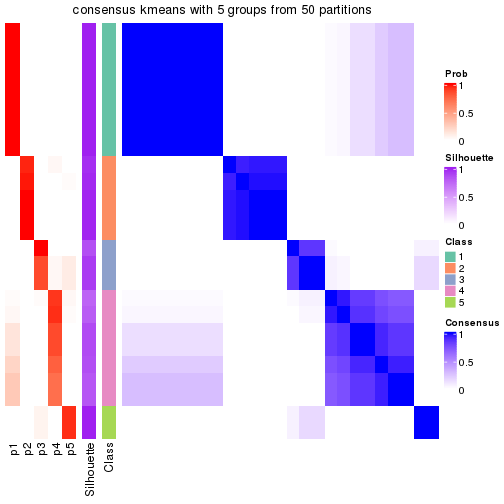 consensus kmeans with 5 groups from 50 partitions
Prob
1
0.5
0
Silhouette
1
0.5
0
Class
1
2
3
4
5
Consensus
1
0.5
0
p1
p2
p3
p4
p5
Silhouette
Class